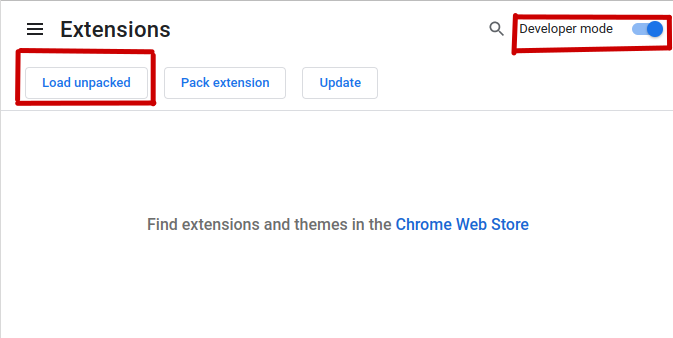 Extensions
Developer mode
Load unpacked
Pack extension
Update
Find extensions and themes in the Chrome Web Store